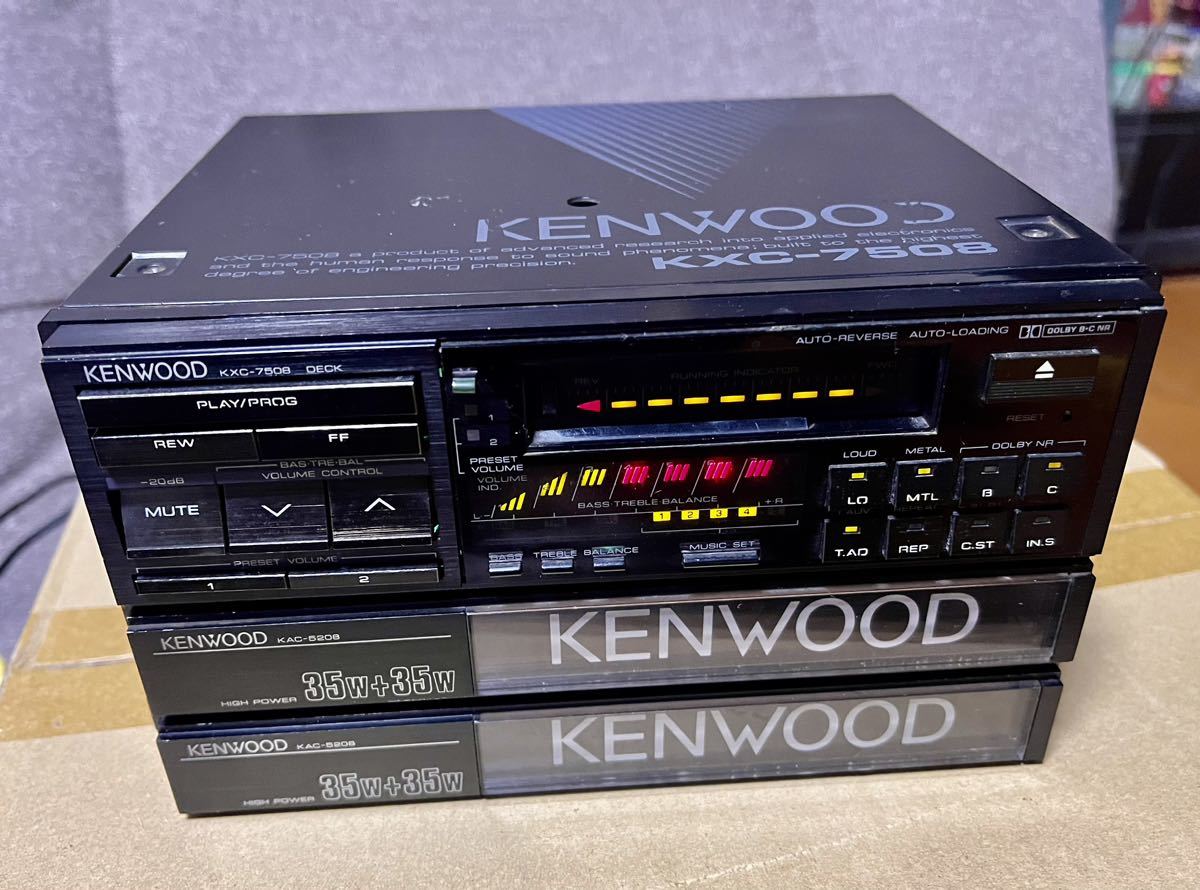 KENWOOD
KXC-7508 a product of advanced research into applied electronics
and the human response to sound phenomena; built to the highest
degree of engineering precision.
KXC-7508
AUTO-REVERSE AUTO-LOADING DOLBY B·C NR
KENWOOD KXC-7508 DECK
PLAY/PROG
REW FF
BAS·TRE·BAL
VOLUME CONTROL
-20dB
MUTE
PRESET VOLUME
1 2
REV RUNNING INDICATOR FWD
1
2
PRESET
VOLUME
VOLUME
IND.
L- BASS·TREBLE·BALANCE +·R
1 2 3 4
BASS TREBLE BALANCE MUSIC SET
RESET
LOUD METAL DOLBY NR
LO MTL B C
T.AD REP C.ST IN.S
KENWOOD KAC-5208
HIGH POWER 35W+35W
KENWOOD
KENWOOD KAC-5208
HIGH POWER 35W+35W
KENWOOD